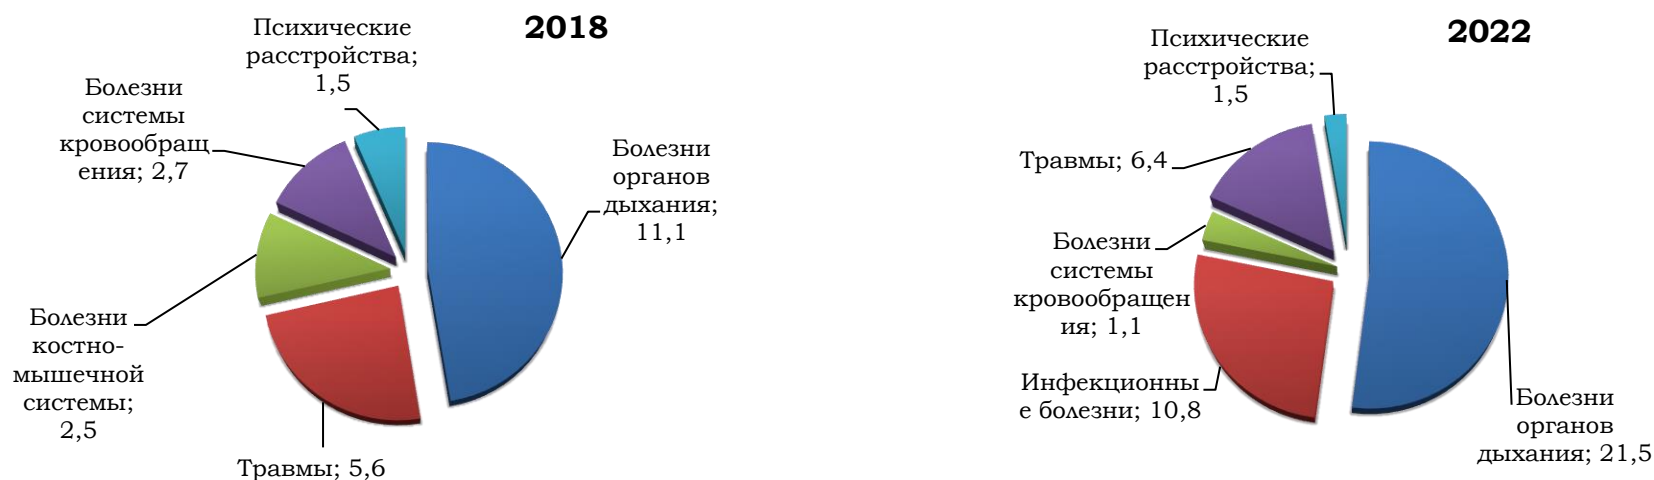 2018
Психические
расстройства;
1,5
Болезни
системы
кровообращ
ения; 2,7
Болезни
органов
дыхания;
11,1
Болезни
костно-
мышечной
системы;
2,5
Травмы; 5,6
2022
Психические
расстройства;
1,5
Травмы; 6,4
Болезни
системы
кровообращен
ия; 1,1
Инфекционны
е болезни; 10,8
Болезни
органов
дыхания; 21,5